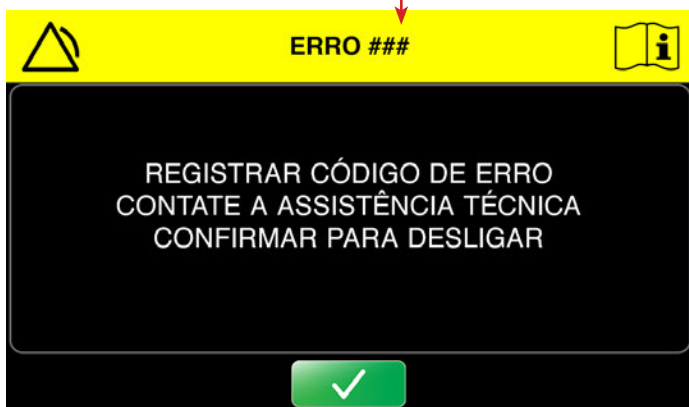 ERRO ###
i
REGISTRAR CÓDIGO DE ERRO
CONTATE A ASSISTÊNCIA TÉCNICA
CONFIRMAR PARA DESLIGAR